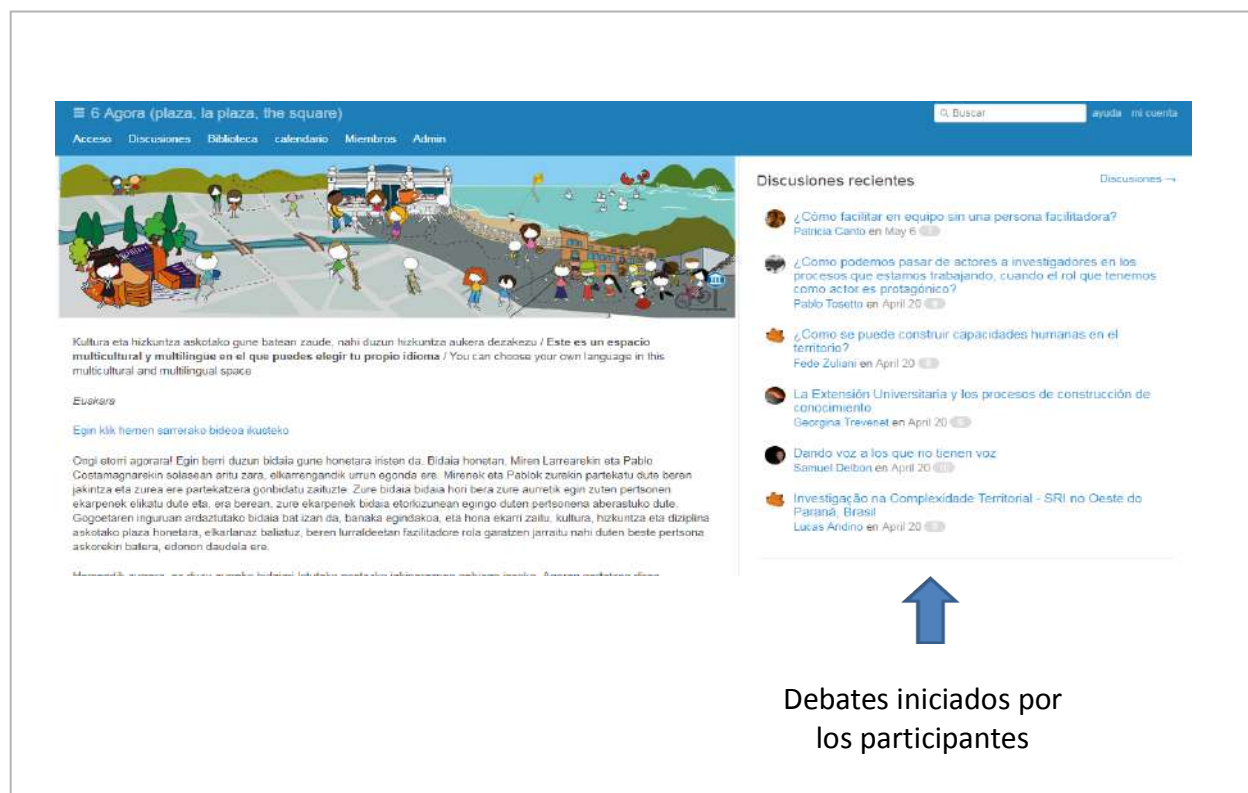 6 Agora (plaza, la plaza, the square)
Buscar
ayuda mi cuenta
Acceso Discusiones Biblioteca calendario Miembros Admin
Kultura eta hizkuntza askotako gune batean zaude, nahi duzun hizkuntza aukera dezakezu / Este es un espacio
multicultural y multilingüe en el que puedes elegir tu propio idioma / You can choose your own language in this
multicultural and multilingual space
Euskara
Egin klik hemen sarrerako bideoa ikusteko
Ongi etorri agorara! Egin berri duzun bidaia gune honetara iristen da. Bidaia honetan, Miren Larrearekin eta Pablo
Costamagnarekin solasean aritu zara, elkarrengandik urrun egonda ere. Mirenek eta Pablok zurekin partekatu dute beren
jakintza eta zurea ere partekatzera gonbidatu zaituzte. Zure bidaia bidaia hori bera zure aurretik egin zuten pertsonen
ekarpenek elikatu dute eta, era berean, zure ekarpenek bidaia etorkizunean egingo duten pertsonena aberastuko dute.
Gogoetaren inguruan ardaztutako bidaia bat izan da, banaka egindakoa, eta hona ekarri zaitu, kultura, hizkuntza eta diziplina
askotako plaza honetara, elkarlanaz baliatuz, beren lurraldeetan fazilitadore rola garatzen jarraitu nahi duten beste pertsona
askorekin batera, edonon daudela ere.
Discusiones recientes
Discusiones →
¿Cómo facilitar en equipo sin una persona facilitadora?
Patricia Canto en May 6
¿Como podemos pasar de actores a investigadores en los
procesos que estamos trabajando, cuando el rol que tenemos
como actor es protagónico?
Pablo Tosetto en April 20
¿Como se puede construir capacidades humanas en el
territorio?
Fede Zuliani en April 20
La Extensión Universitaria y los procesos de construcción de
conocimiento
Georgina Trevenet en April 20
Dando voz a los que no tienen voz
Samuel Delbon en April 20
Investigação na Complexidade Territorial - SRI no Oeste do
Paraná, Brasil
Lucas Andino en April 20
Debates iniciados por
los participantes